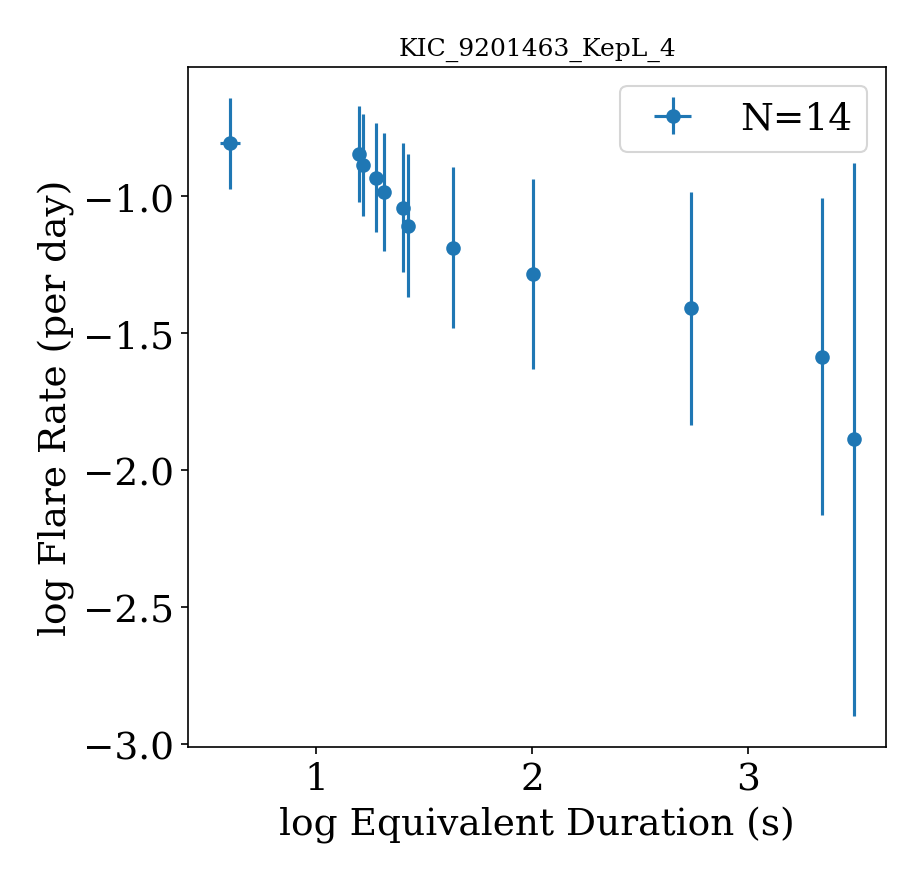 KIC_9201463_KepL_4
N=14
−1.0
−1.5
−2.0
−2.5
−3.0
log Flare Rate (per day)
1 2 3
log Equivalent Duration (s)